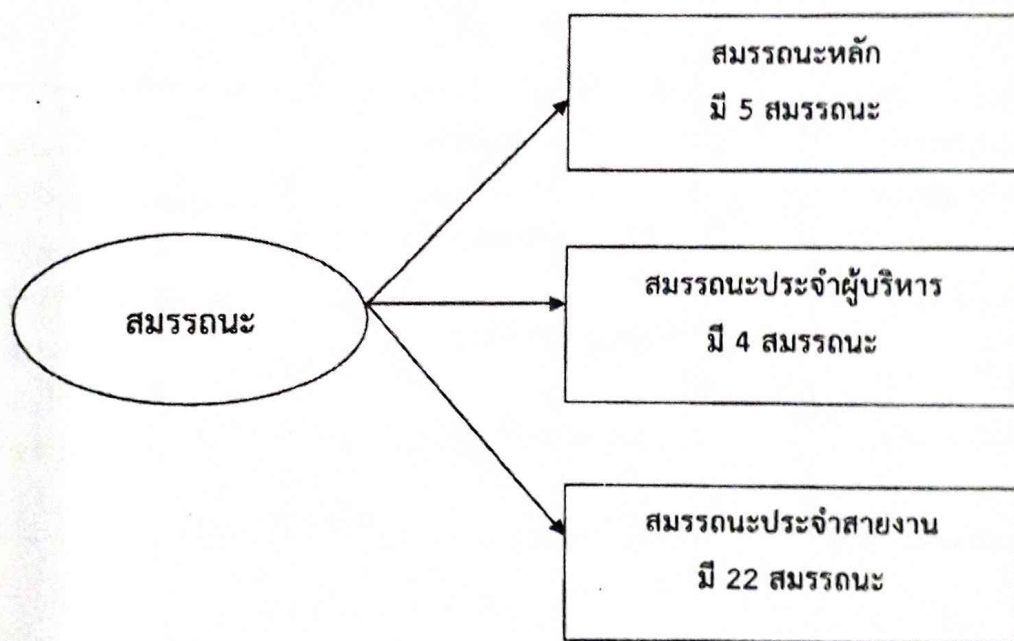 สมรรถนะหลัก
มี 5 สมรรถนะ
สมรรถนะ
สมรรถนะประจำผู้บริหาร
มี 4 สมรรถนะ
สมรรถนะประจำสายงาน
มี 22 สมรรถนะ